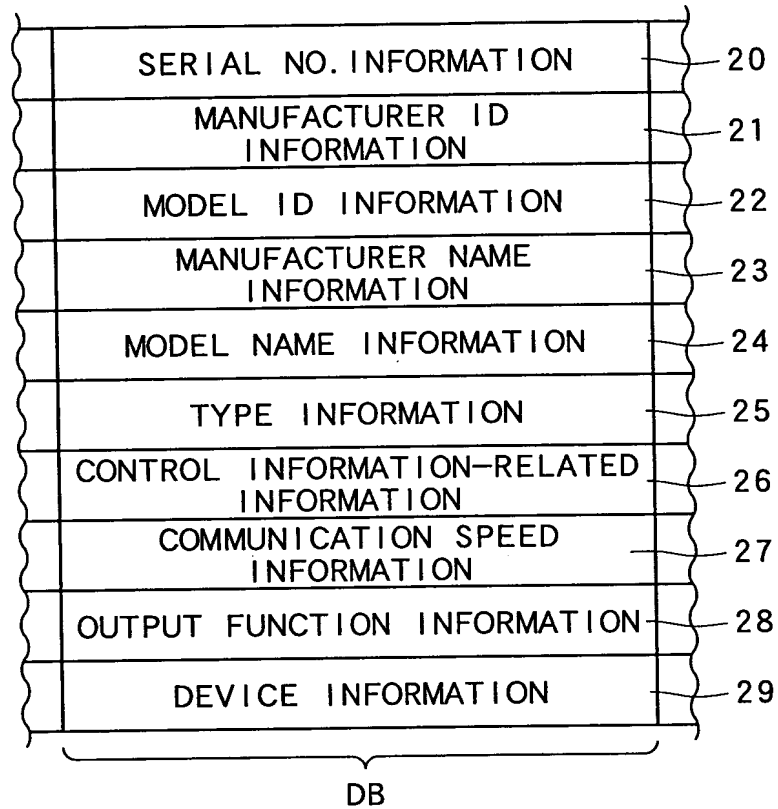 SERIAL NO. INFORMATION 20
MANUFACTURER ID
INFORMATION 21
MODEL ID INFORMATION 22
MANUFACTURER NAME
INFORMATION 23
MODEL NAME INFORMATION 24
TYPE INFORMATION 25
CONTROL INFORMATION-RELATED
INFORMATION 26
COMMUNICATION SPEED
INFORMATION 27
OUTPUT FUNCTION INFORMATION 28
DEVICE INFORMATION 29
DB